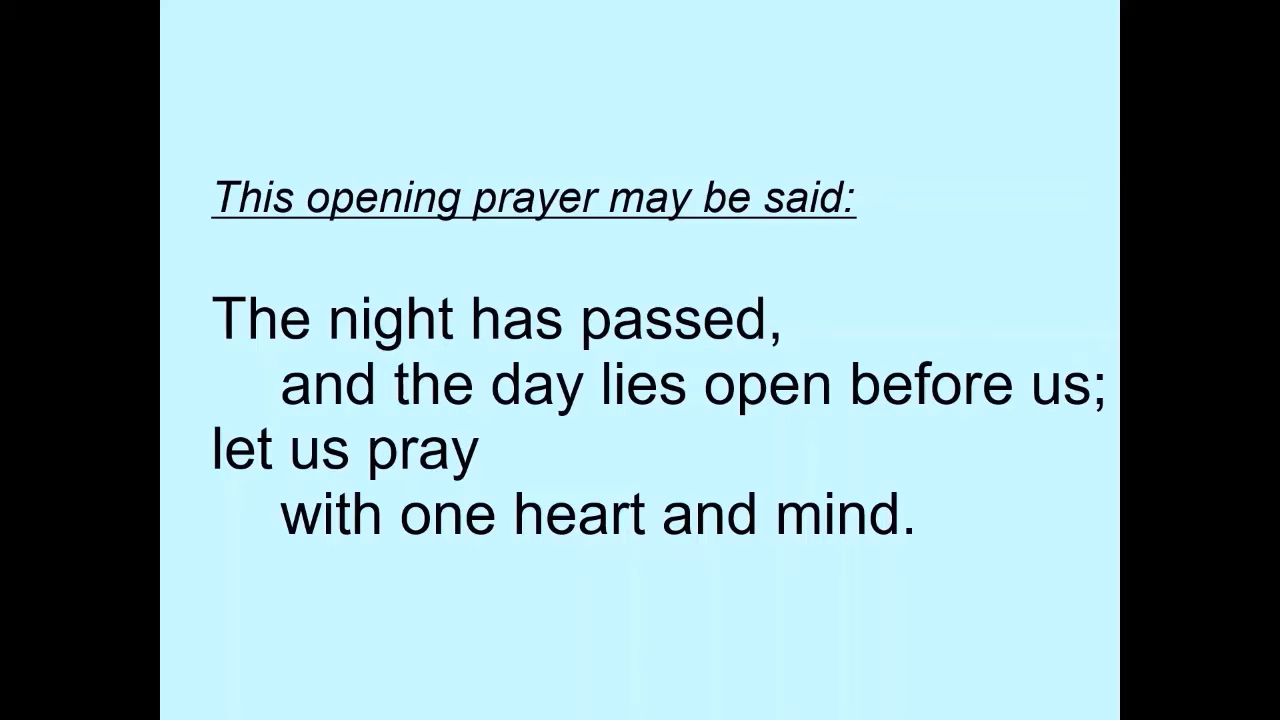 This opening prayer may be said:
The night has passed,
and the day lies open before us;
let us pray
with one heart and mind.